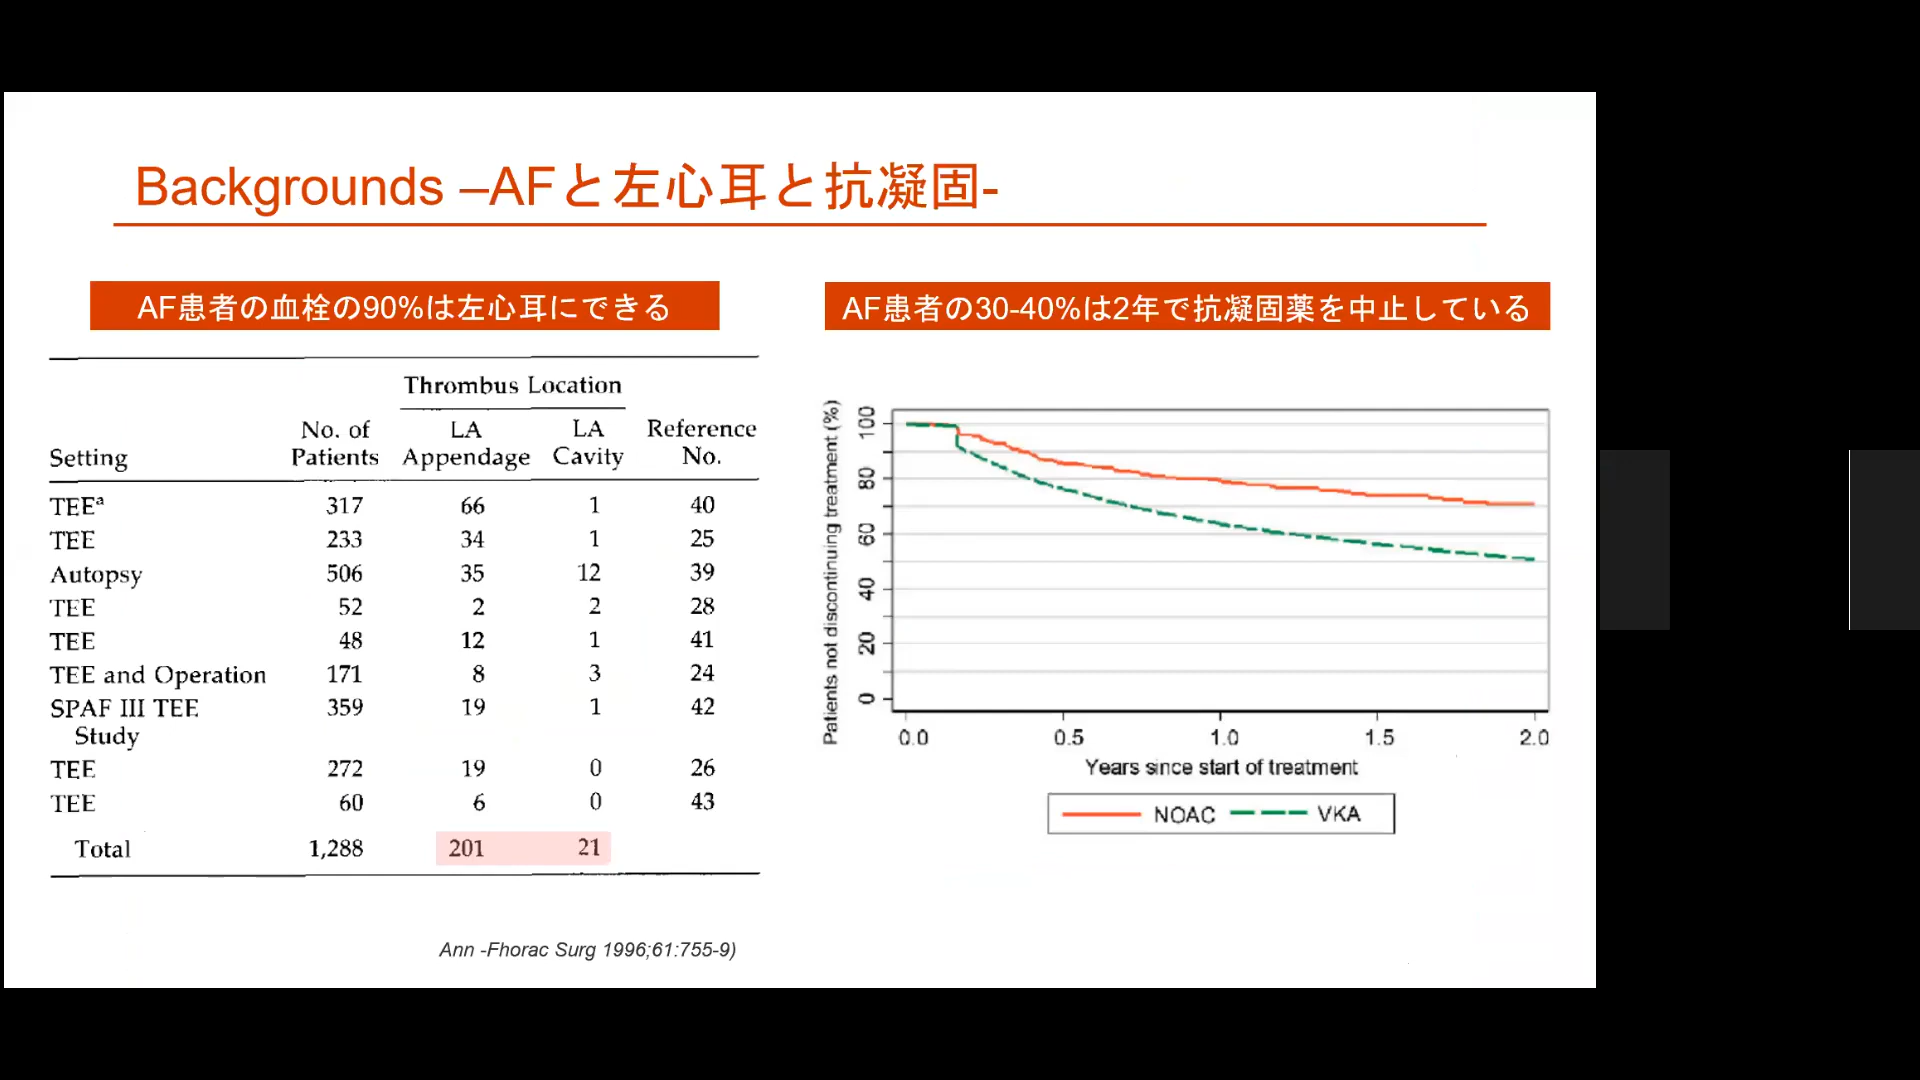 Backgrounds –AFと左心耳と抗凝固-
AF患者の血栓の90%は左心耳にできる
Thrombus Location
Setting No. of Patients LA Appendage LA Cavity Reference No.
TEEa 317 66 1 40
TEE 233 34 1 25
Autopsy 506 35 12 39
TEE 52 2 2 28
TEE 48 12 1 41
TEE and Operation 171 8 3 24
SPAF III TEE Study 359 19 1 42
TEE 272 19 0 26
TEE 60 6 0 43
Total 1,288 201 21
Ann -Fhorac Surg 1996;61:755-9)
AF患者の30-40%は2年で抗凝固薬を中止している
Patients not discontinuing treatment (%)
100
80
60
40
20
0
0.0 0.5 1.0 1.5 2.0
Years since start of treatment
NOAC VKA